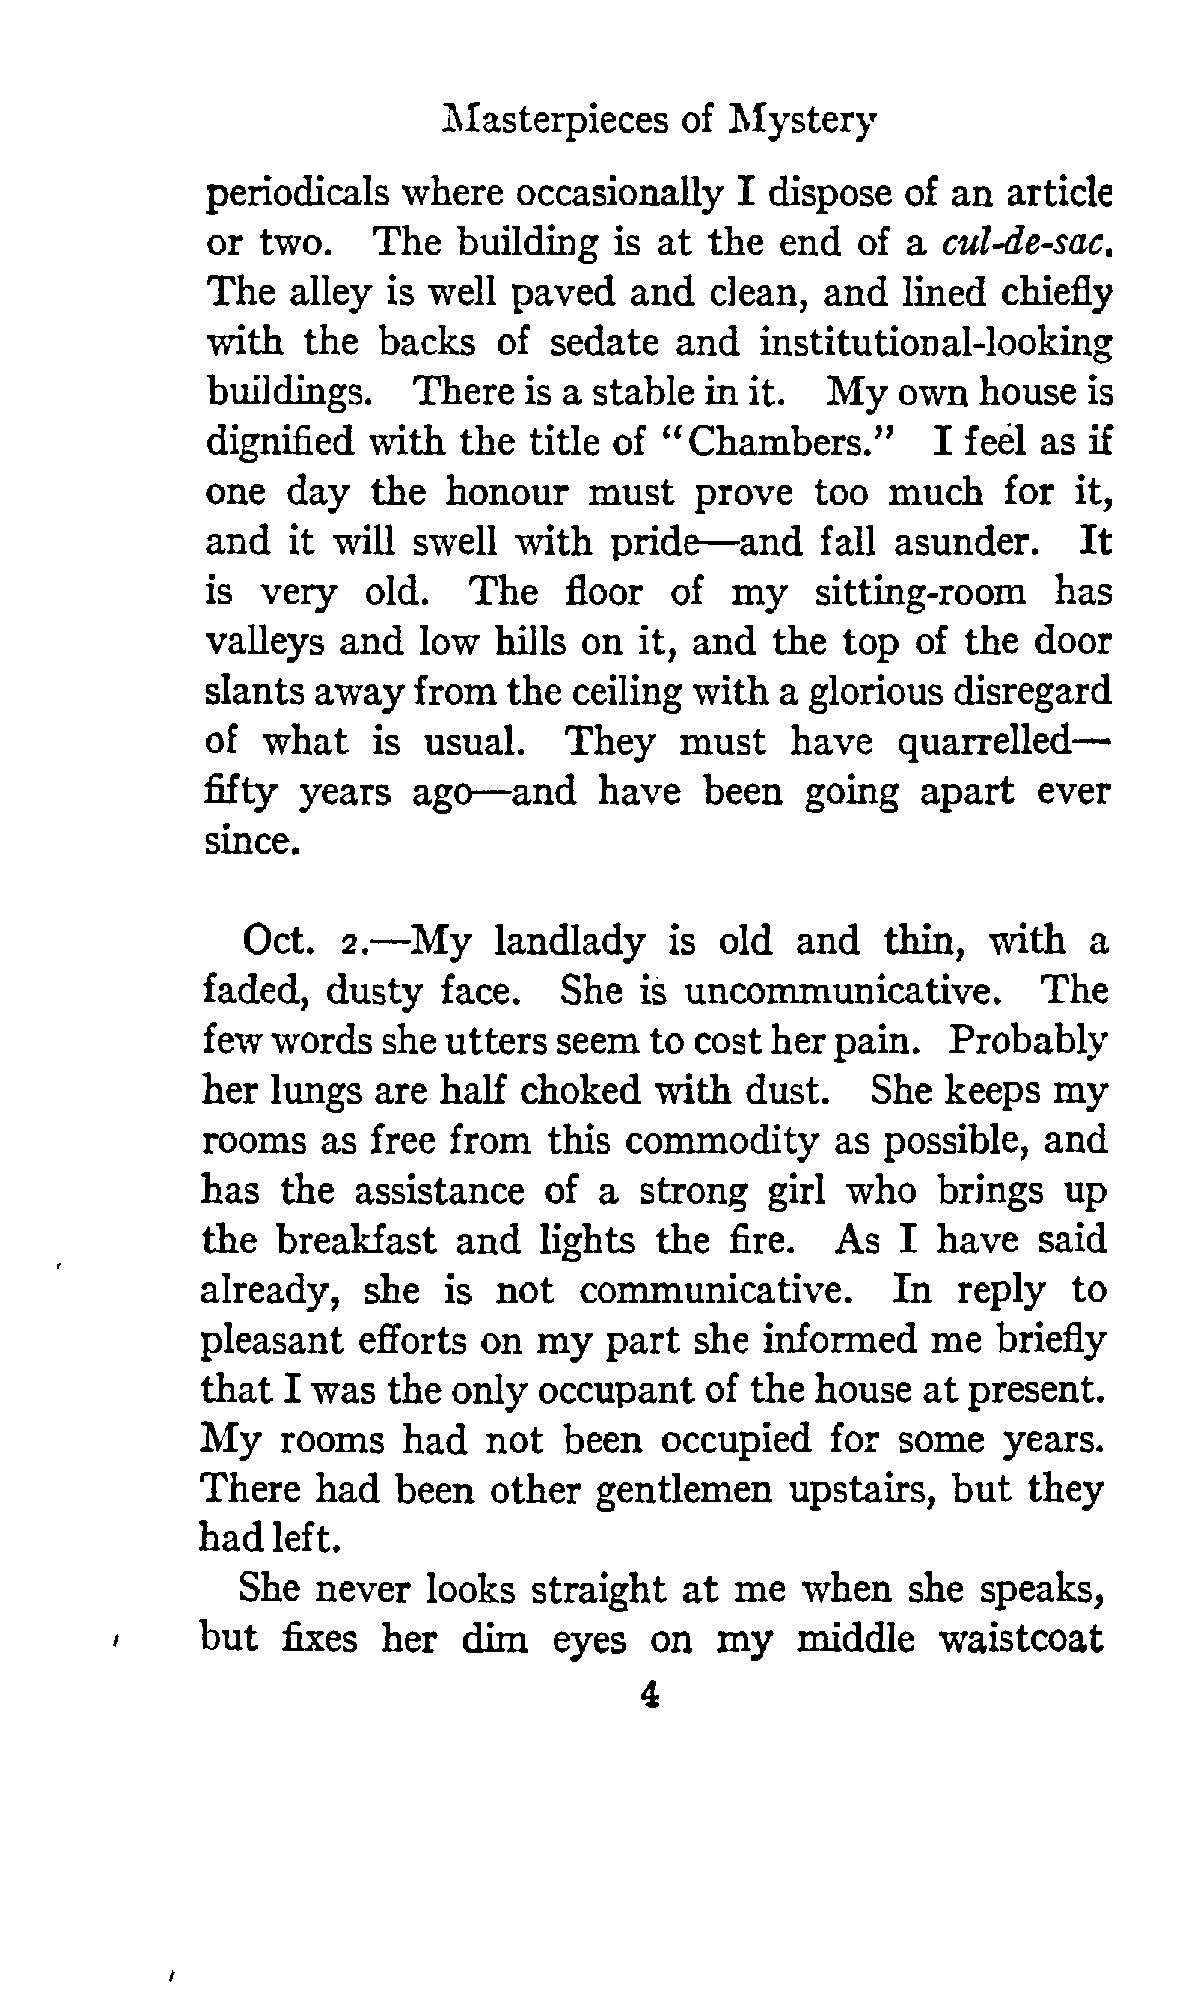 Masterpieces of Mystery
periodicals where occasionally I dispose of an article
or two. The building is at the end of a cul-de-sac.
The alley is well paved and clean, and lined chiefly
with the backs of sedate and institutional-looking
buildings. There is a stable in it. My own house is
dignified with the title of "Chambers." I feel as if
one day the honour must prove too much for it,
and it will swell with pride—and fall asunder. It
is very old. The floor of my sitting-room has
valleys and low hills on it, and the top of the door
slants away from the ceiling with a glorious disregard
of what is usual. They must have quarrelled—
fifty years ago—and have been going apart ever
since.
Oct. 2.—My landlady is old and thin, with a
faded, dusty face. She is uncommunicative. The
few words she utters seem to cost her pain. Probably
her lungs are half choked with dust. She keeps my
rooms as free from this commodity as possible, and
has the assistance of a strong girl who brings up
the breakfast and lights the fire. As I have said
already, she is not communicative. In reply to
pleasant efforts on my part she informed me briefly
that I was the only occupant of the house at present.
My rooms had not been occupied for some years.
There had been other gentlemen upstairs, but they
had left.
She never looks straight at me when she speaks,
but fixes her dim eyes on my middle waistcoat
4